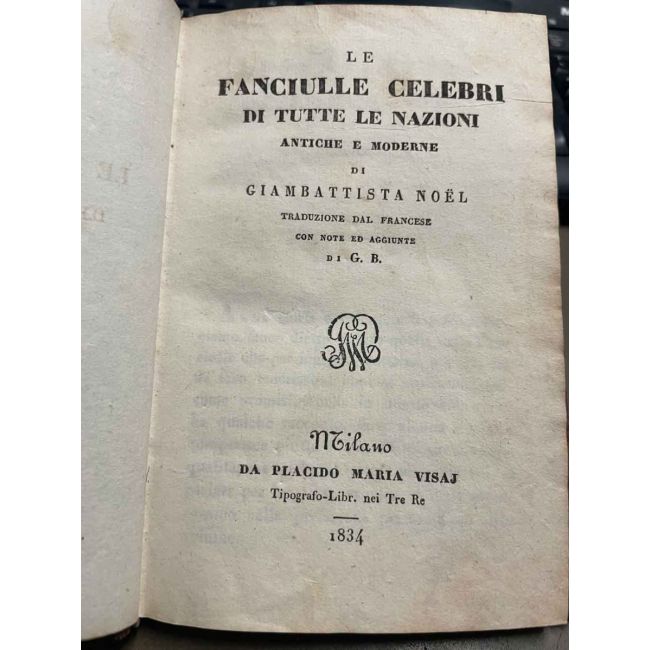 LE
FANCIULLE CELEBRI
DI TUTTE LE NAZIONI
ANTICHE E MODERNE
DI
GIAMBATTISTA NOËL
TRADUZIONE DAL FRANCESE
CON NOTE ED AGGIUNTE
DI G. B.
Milano
DA PLACIDO MARIA VISAJ
Tipografo-Libr. nei Tre Re
1834